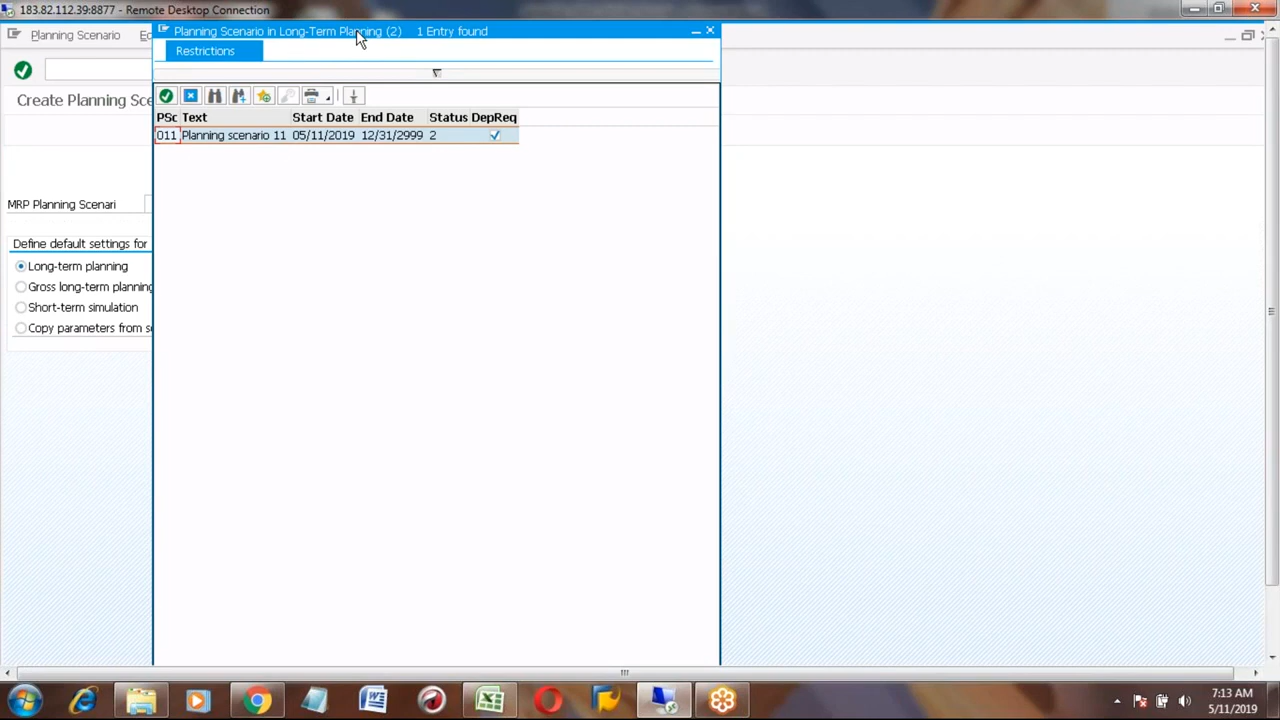 183.82.112.39:8877 - Remote Desktop Connection
Planning Scenario in Long-Term Planning (2) 1 Entry found
Planning Scenario
Restrictions
Create Planning Sce
PSc Text Start Date End Date Status DepReq
011 Planning scenario 11 05/11/2019 12/31/2999 2
MRP Planning Scenari
Define default settings for
Long-term planning
Gross long-term planning
Short-term simulation
Copy parameters from s
7:13 AM
5/11/2019